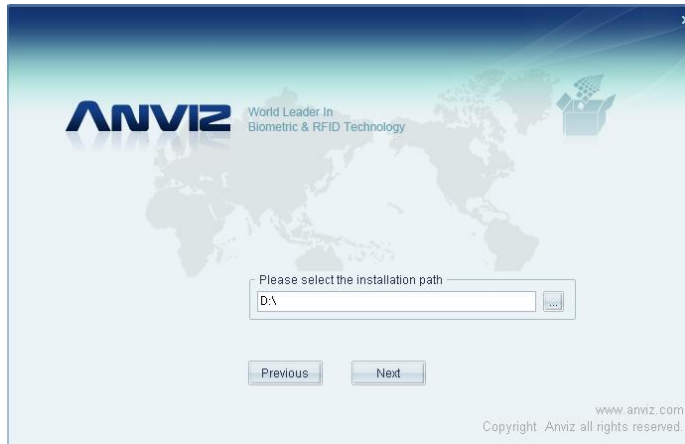 ANVIZ
World Leader In
Biometric & RFID Technology
Please select the installation path
D:\
...
Previous
Next
www.anviz.com
Copyright Anviz all rights reserved.